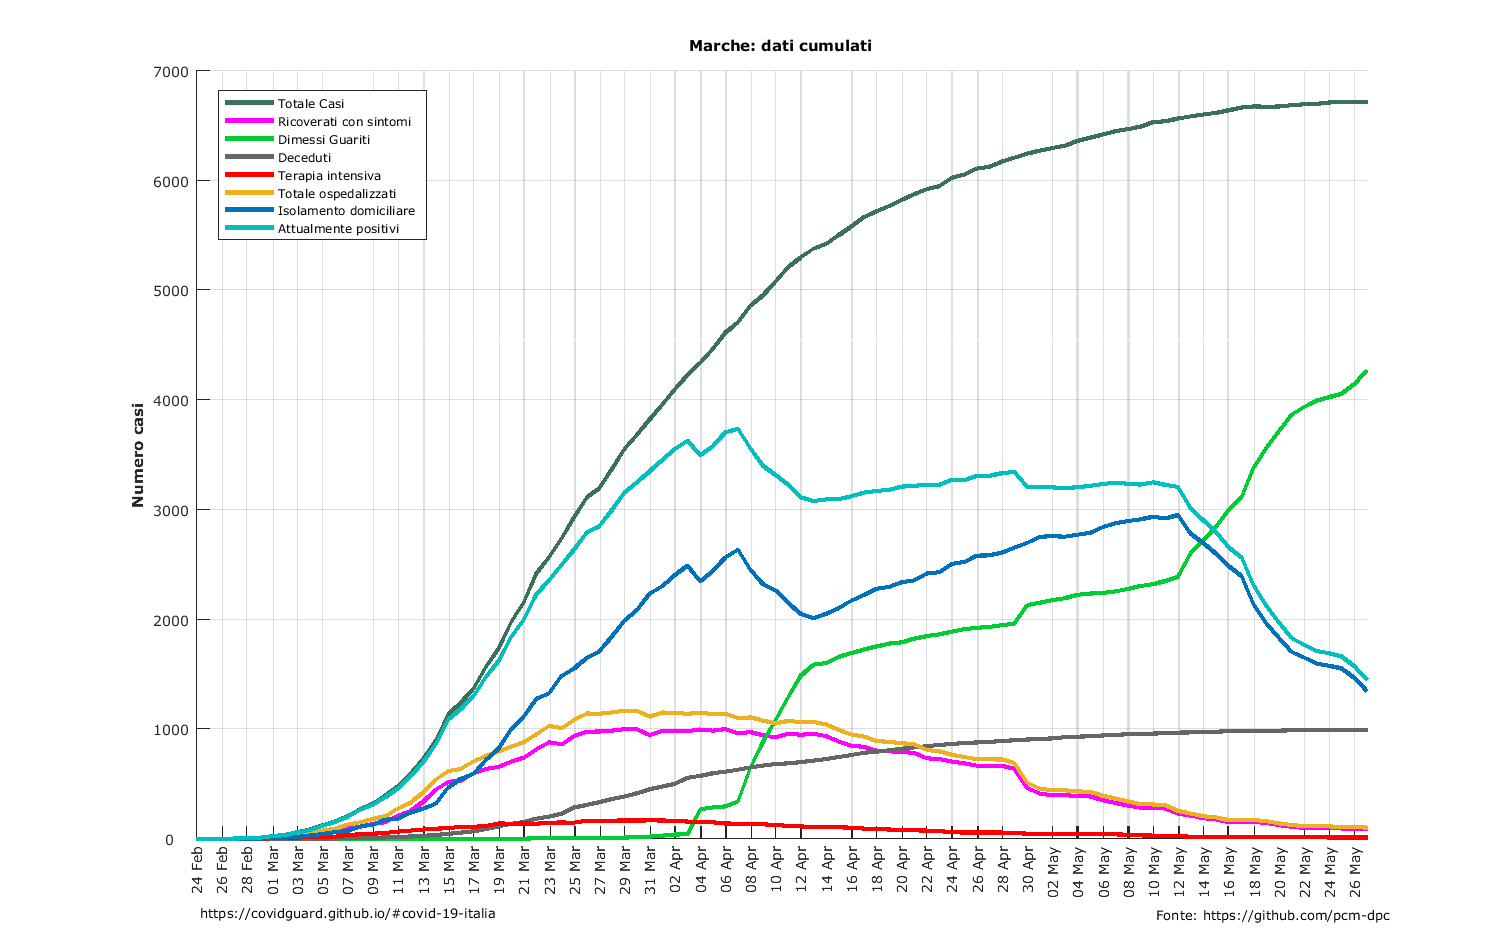 Marche: dati cumulati
7000
6000
5000
4000
3000
2000
1000
0
Numero casi
Totale Casi
Ricoverati con sintomi
Dimessi Guariti
Deceduti
Terapia intensiva
Totale ospedalizzati
Isolamento domiciliare
Attualmente positivi
24 Feb
26 Feb
28 Feb
01 Mar
03 Mar
05 Mar
07 Mar
09 Mar
11 Mar
13 Mar
15 Mar
17 Mar
19 Mar
21 Mar
23 Mar
25 Mar
27 Mar
29 Mar
31 Mar
02 Apr
04 Apr
06 Apr
08 Apr
10 Apr
12 Apr
14 Apr
16 Apr
18 Apr
20 Apr
22 Apr
24 Apr
26 Apr
28 Apr
30 Apr
02 May
04 May
06 May
08 May
10 May
12 May
14 May
16 May
18 May
20 May
22 May
24 May
26 May
https://covidguard.github.io/#covid-19-italia
Fonte: https://github.com/pcm-dpc